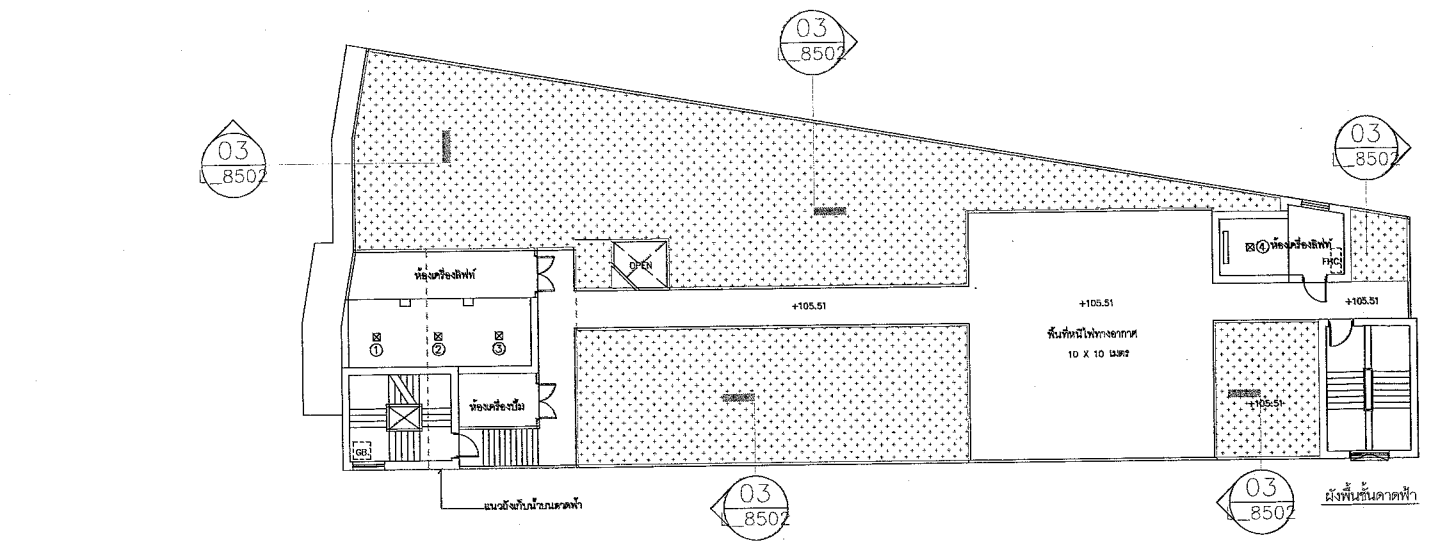 03
L_8502
03
L_8502
03
L_8502
ห้องเครื่องลิฟท์
OPEN
④ ห้องเครื่องลิฟท์
FHC
+105.51
+105.51
+105.51
พื้นที่หนีไฟทางอากาศ
10 X 10 เมตร
① ② ③
ห้องเครื่องปั๊ม
+105.51
GB.
แนวถังเก็บน้ำบนดาดฟ้า
03
L_8502
03
L_8502
ผังพื้นชั้นดาดฟ้า